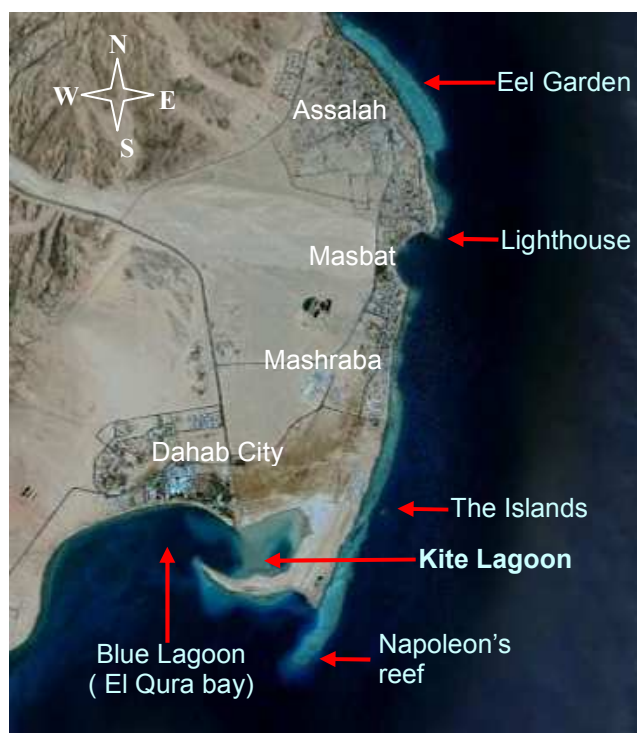 N
W
E
S
Eel Garden
Assalah
Lighthouse
Masbat
Mashraba
Dahab City
The Islands
Kite Lagoon
Blue Lagoon
( El Qura bay)
Napoleon’s
reef